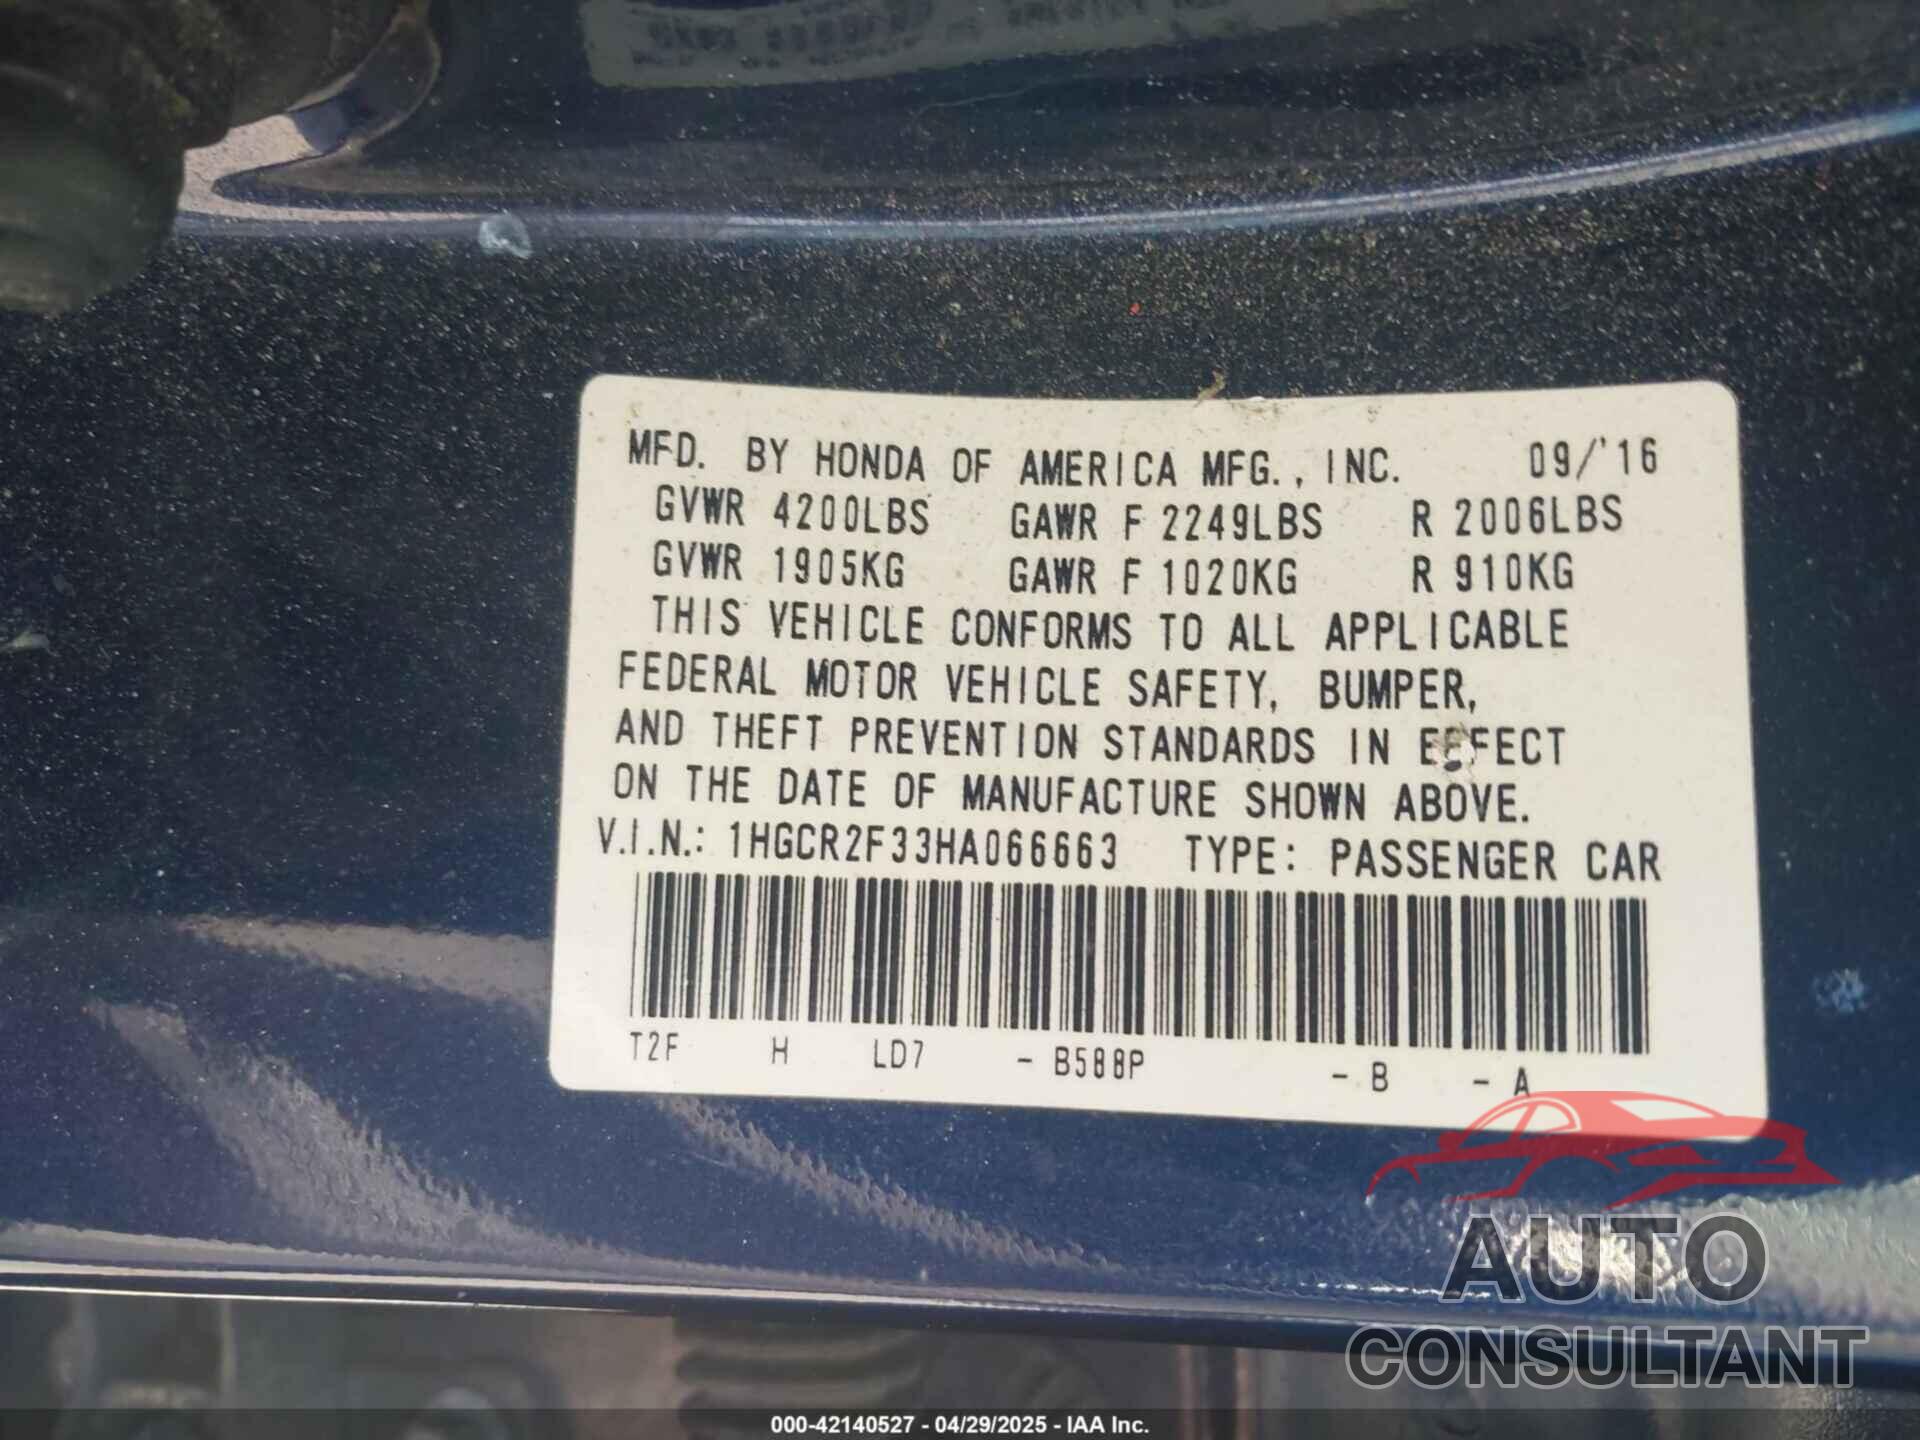 MFD. BY HONDA OF AMERICA MFG., INC. 09/'16
GVWR 4200LBS GAWR F 2249LBS R 2006LBS
GVWR 1905KG GAWR F 1020KG R 910KG
THIS VEHICLE CONFORMS TO ALL APPLICABLE
FEDERAL MOTOR VEHICLE SAFETY, BUMPER,
AND THEFT PREVENTION STANDARDS IN EFFECT
ON THE DATE OF MANUFACTURE SHOWN ABOVE.
V.I.N.: 1HGCR2F33HA066663 TYPE: PASSENGER CAR
T2F H LD7 - B588P - B - A
AUTO
CONSULTANT
000-42140527 - 04/29/2025 - IAA Inc.